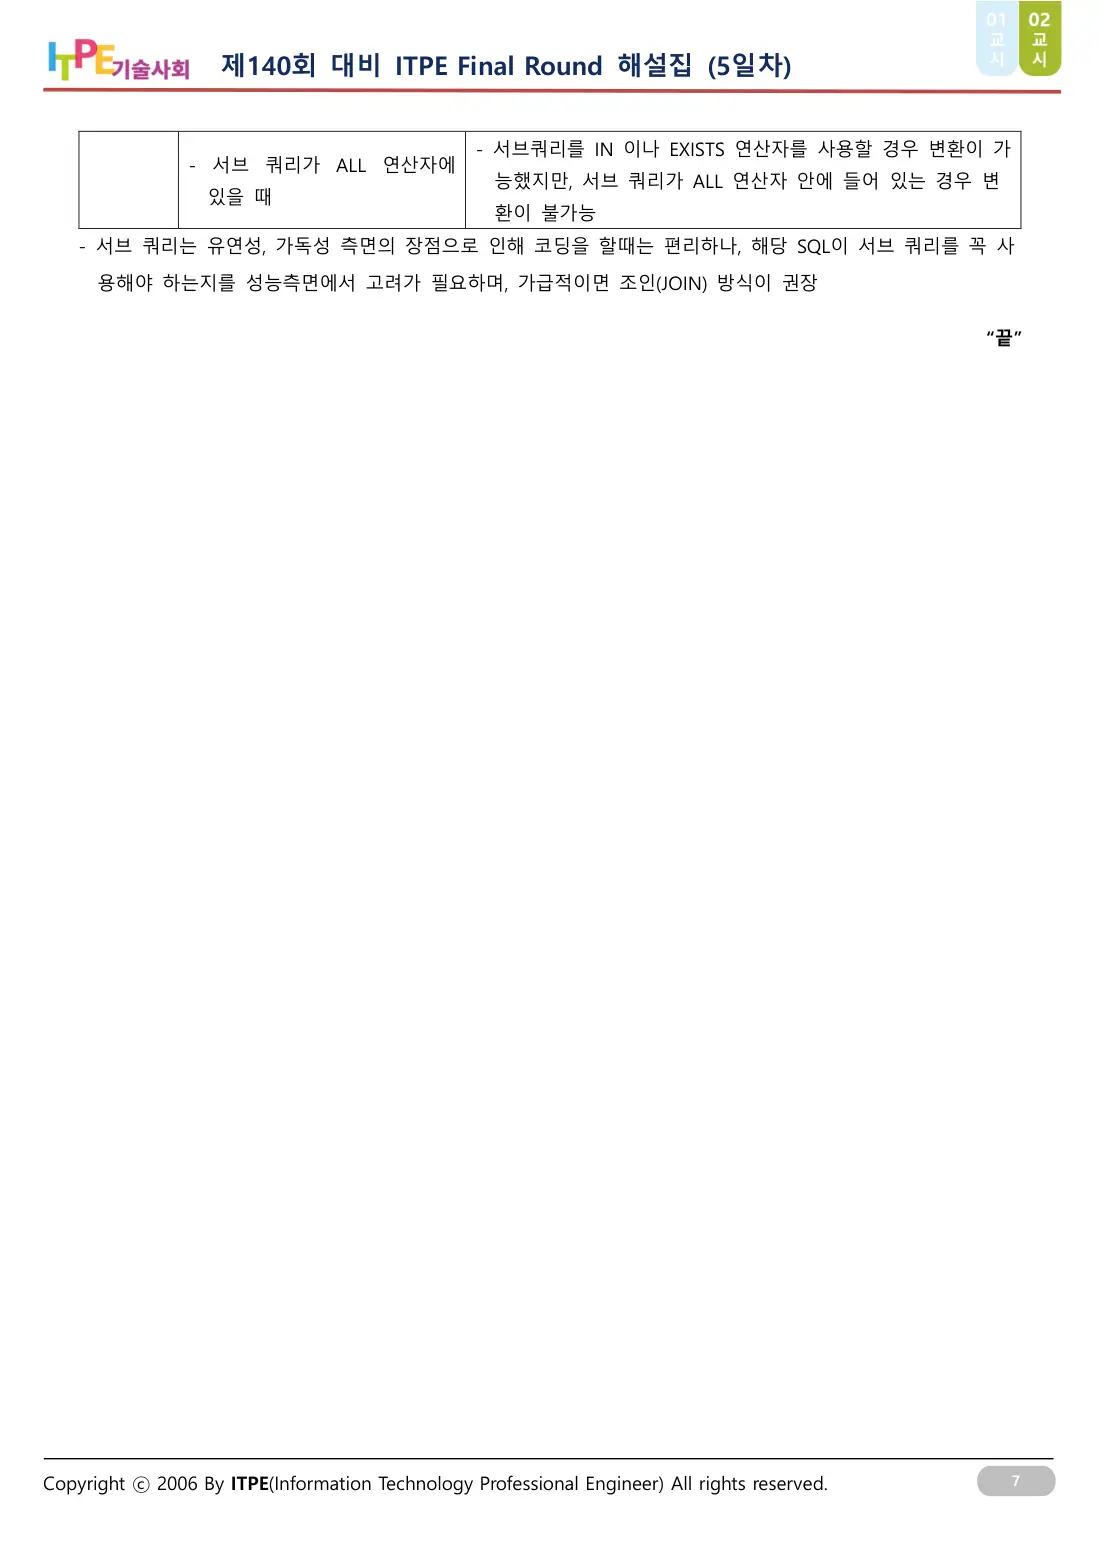 01
교
시
02
교
시
ITPE기술사회
제140회 대비 ITPE Final Round 해설집 (5일차)
- 서브 쿼리가 ALL 연산자에
있을 때
- 서브쿼리를 IN 이나 EXISTS 연산자를 사용할 경우 변환이 가
능했지만, 서브 쿼리가 ALL 연산자 안에 들어 있는 경우 변
환이 불가능
- 서브 쿼리는 유연성, 가독성 측면의 장점으로 인해 코딩을 할때는 편리하나, 해당 SQL이 서브 쿼리를 꼭 사
용해야 하는지를 성능측면에서 고려가 필요하며, 가급적이면 조인(JOIN) 방식이 권장
“끝”
Copyright ⓒ 2006 By ITPE(Information Technology Professional Engineer) All rights reserved.
7